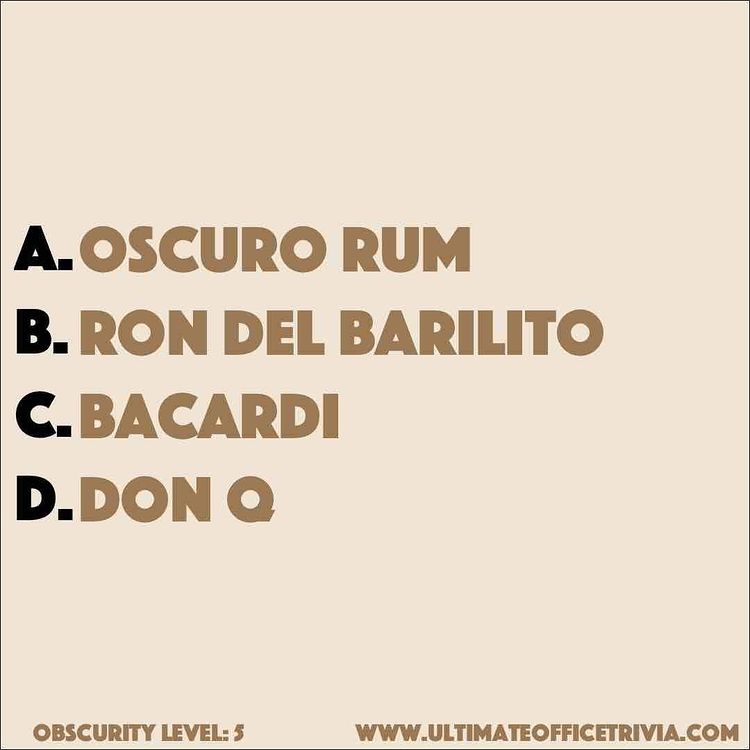 A. OSCURO RUM
B. RON DEL BARILITO
C. BACARDI
D. DON Q
OBSCURITY LEVEL: 5 WWW.ULTIMATEOFFICETRIVIA.COM